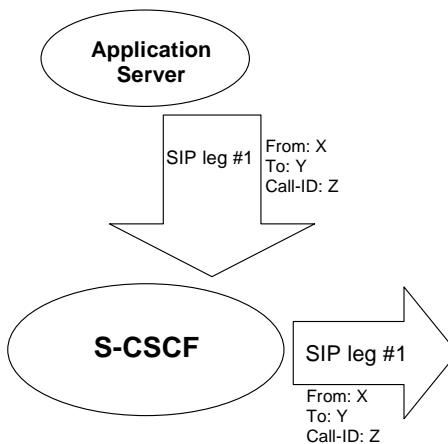 Application
Server
SIP leg #1
From: X
To: Y
Call-ID: Z
S-CSCF
SIP leg #1
From: X
To: Y
Call-ID: Z